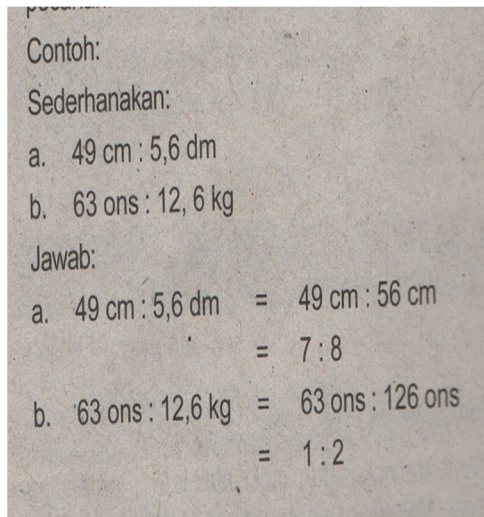 Contoh:
Sederhanakan:
a. 49 cm : 5,6 dm
b. 63 ons : 12, 6 kg
Jawab:
a. 49 cm : 5,6 dm = 49 cm : 56 cm
= 7 : 8
b. 63 ons : 12,6 kg = 63 ons : 126 ons
= 1 : 2